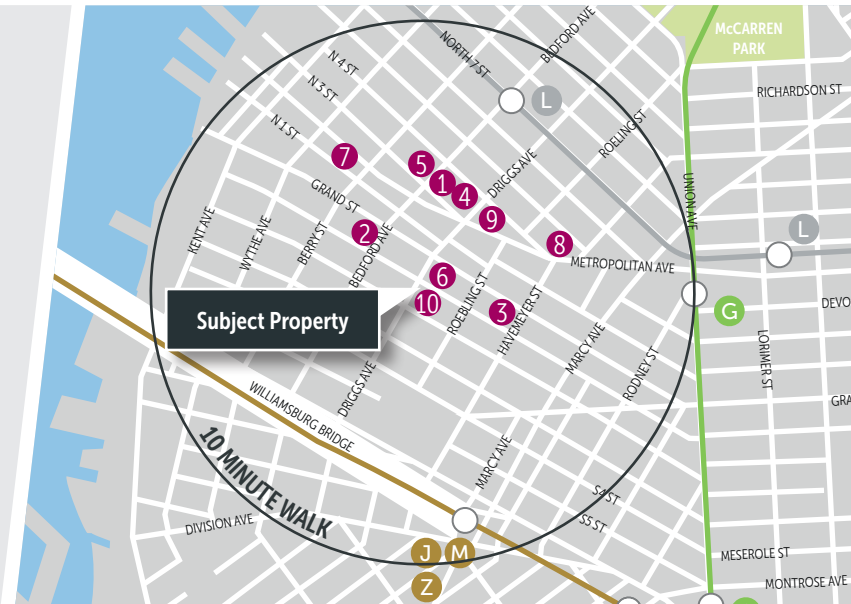 BEDFORD AVE
McCARREN
PARK
NORTH 7 ST
N 4 ST
L
RICHARDSON ST
N 3 ST
ROELING ST
N 1 ST
7
5
1
DRIGGS AVE
4
UNION AVE
GRAND ST
9
KENT AVE
WYTHE AVE
BERRY ST
2
BEDFORD AVE
8
L
METROPOLITAN AVE
6
10
ROEBLING ST
3
HAVEMEYER ST
G
DEVO
Subject Property
MARCY AVE
LORIMER ST
RODNEY ST
DRIGGS AVE
GRA
WILLIAMSBURG BRIDGE
10 MINUTE WALK
MARCY AVE
S4 ST
S5 ST
DIVISION AVE
J
M
Z
MESEROLE ST
MONTROSE AVE